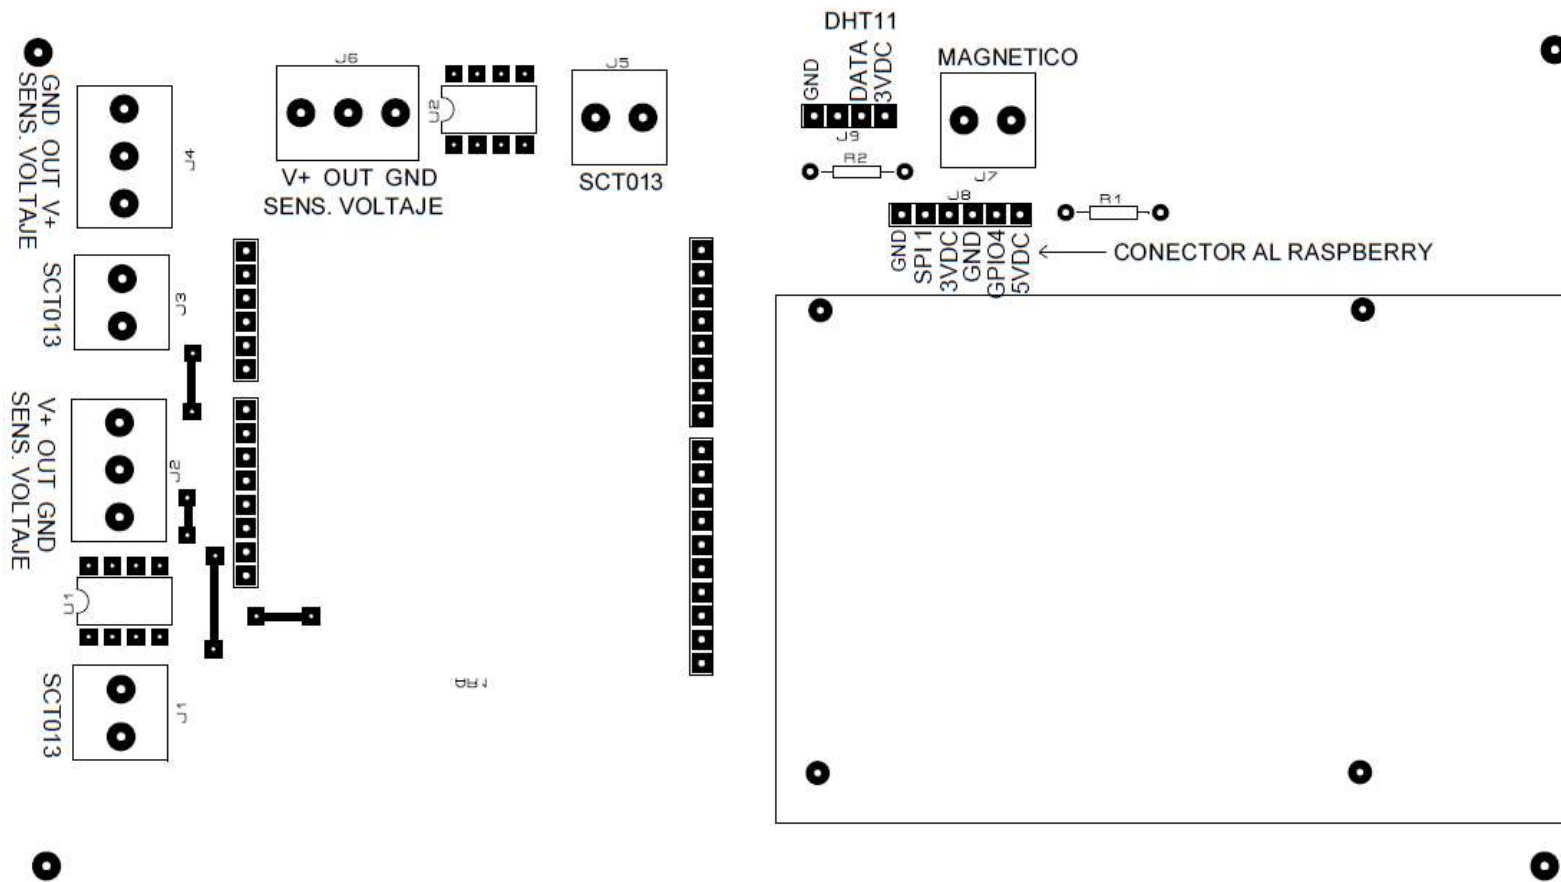 DHT11
GND
DATA
3VDC
J9
R2
MAGNETICO
J7
J8
GND
SPI 1
3VDC
GND
GPIO4
5VDC
R1
CONECTOR AL RASPBERRY
J6
V+ OUT GND
SENS. VOLTAJE
U2
J5
SCT013
GND OUT V+
SENS. VOLTAJE
J4
SCT013
J3
V+ OUT GND
SENS. VOLTAJE
J2
U1
SCT013
J1